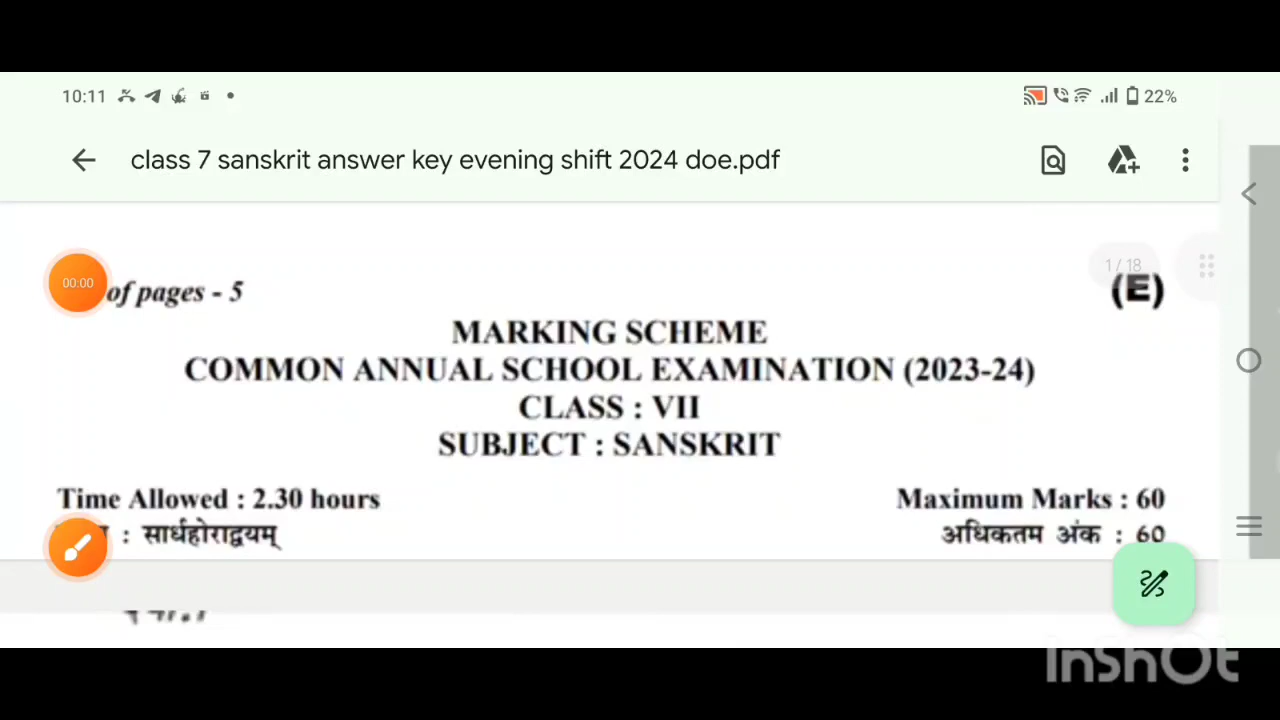 10:11
22%
class 7 sanskrit answer key evening shift 2024 doe.pdf
1 / 18
00:00
of pages - 5
(E)
MARKING SCHEME
COMMON ANNUAL SCHOOL EXAMINATION (2023-24)
CLASS : VII
SUBJECT : SANSKRIT
Time Allowed : 2.30 hours
Maximum Marks : 60
: सार्धहोराद्वयम्
अधिकतम अंक : 60
InShOt